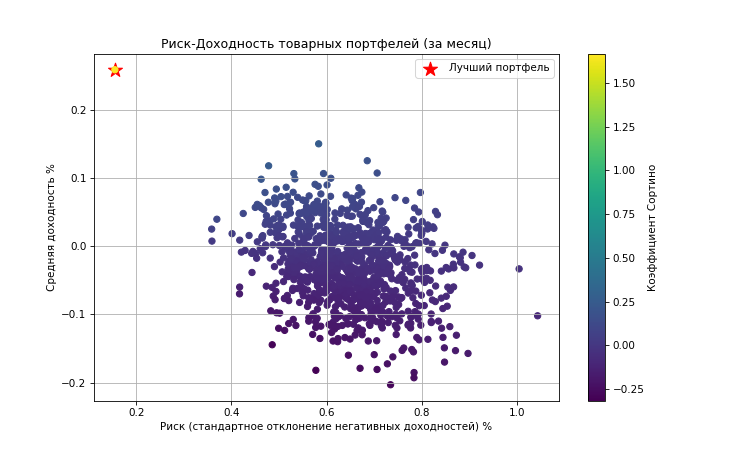 Риск-Доходность товарных портфелей (за месяц)
Лучший портфель
Средняя доходность %
0.2
0.1
0.0
−0.1
−0.2
0.2 0.4 0.6 0.8 1.0
Риск (стандартное отклонение негативных доходностей) %
1.50
1.25
1.00
0.75
0.50
0.25
0.00
−0.25
Коэффициент Сортино